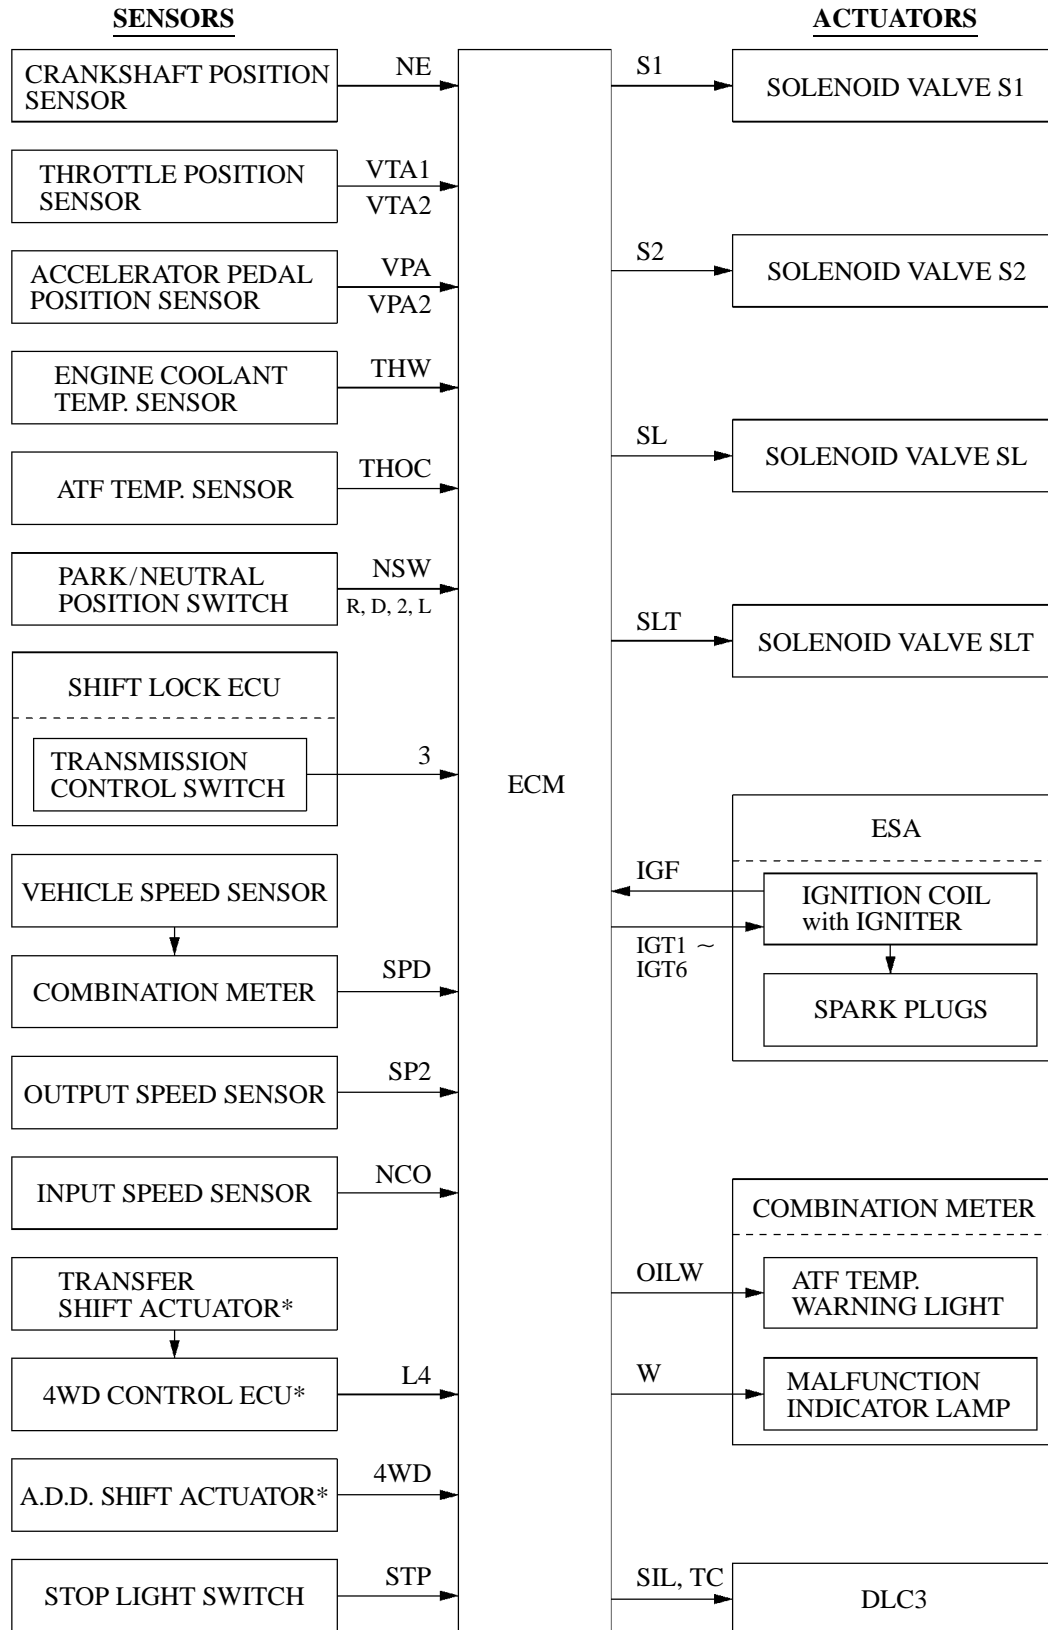 SENSORS
ACTUATORS
CRANKSHAFT POSITION
SENSOR
NE
S1
SOLENOID VALVE S1
THROTTLE POSITION
SENSOR
VTA1
VTA2
ACCELERATOR PEDAL
POSITION SENSOR
VPA
VPA2
S2
SOLENOID VALVE S2
ENGINE COOLANT
TEMP. SENSOR
THW
ATF TEMP. SENSOR
THOC
SL
SOLENOID VALVE SL
PARK/NEUTRAL
POSITION SWITCH
NSW
R, D, 2, L
SLT
SOLENOID VALVE SLT
SHIFT LOCK ECU
TRANSMISSION
CONTROL SWITCH
3
ECM
ESA
IGF
IGNITION COIL
with IGNITER
IGT1 ~
IGT6
SPARK PLUGS
VEHICLE SPEED SENSOR
COMBINATION METER
SPD
OUTPUT SPEED SENSOR
SP2
INPUT SPEED SENSOR
NCO
COMBINATION METER
OILW
ATF TEMP.
WARNING LIGHT
W
MALFUNCTION
INDICATOR LAMP
TRANSFER
SHIFT ACTUATOR*
4WD CONTROL ECU*
L4
A.D.D. SHIFT ACTUATOR*
4WD
STOP LIGHT SWITCH
STP
SIL, TC
DLC3